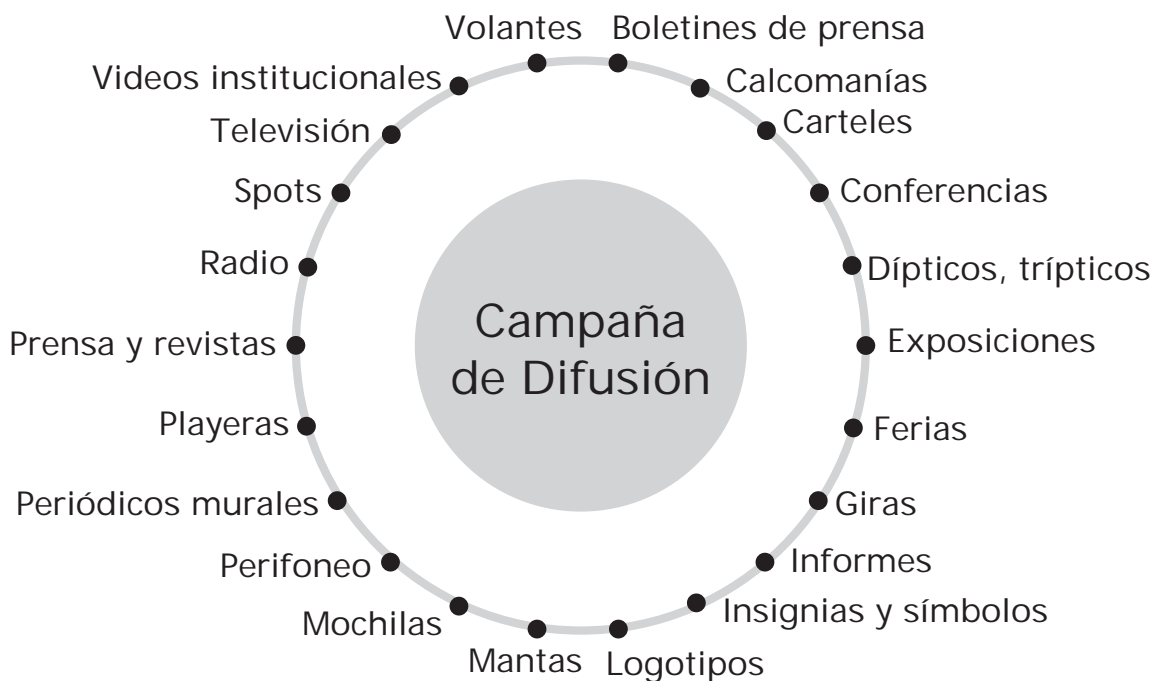 Volantes
Boletines de prensa
Calcomanías
Carteles
Conferencias
Dípticos, trípticos
Exposiciones
Ferias
Giras
Informes
Insignias y símbolos
Logotipos
Mantas
Mochilas
Perifoneo
Periódicos murales
Playeras
Prensa y revistas
Radio
Spots
Televisión
Videos institucionales
Campaña
de Difusión